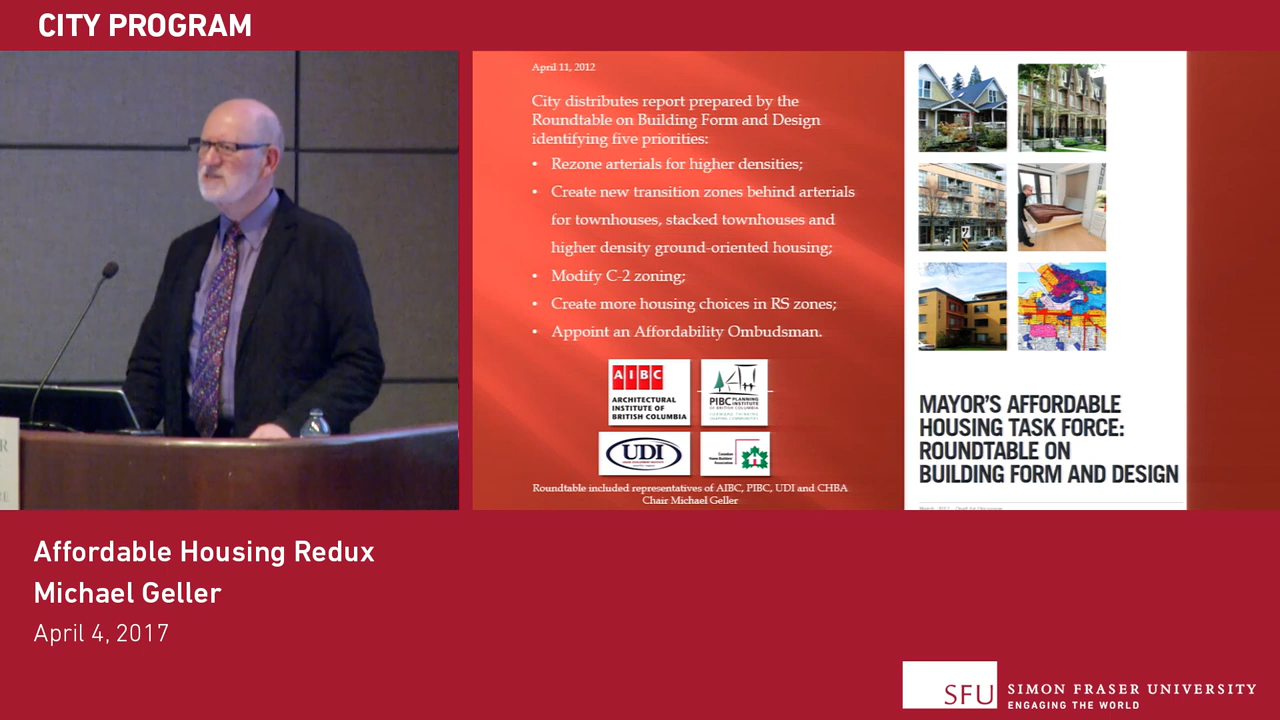 CITY PROGRAM
April 11, 2012
City distributes report prepared by the
Roundtable on Building Form and Design
identifying five priorities:
• Rezone arterials for higher densities;
• Create new transition zones behind arterials
for townhouses, stacked townhouses and
higher density ground-oriented housing;
• Modify C-2 zoning;
• Create more housing choices in RS zones;
• Appoint an Affordability Ombudsman.
AIBC
ARCHITECTURAL
INSTITUTE OF
BRITISH COLUMBIA
PIBC PLANNING
INSTITUTE
OF BRITISH COLUMBIA
UDI
Canadian
Home Builders'
Association
Roundtable included representatives of AIBC, PIBC, UDI and CHBA
Chair Michael Geller
MAYOR'S AFFORDABLE
HOUSING TASK FORCE:
ROUNDTABLE ON
BUILDING FORM AND DESIGN
Affordable Housing Redux
Michael Geller
April 4, 2017
SFU
SIMON FRASER UNIVERSITY
ENGAGING THE WORLD